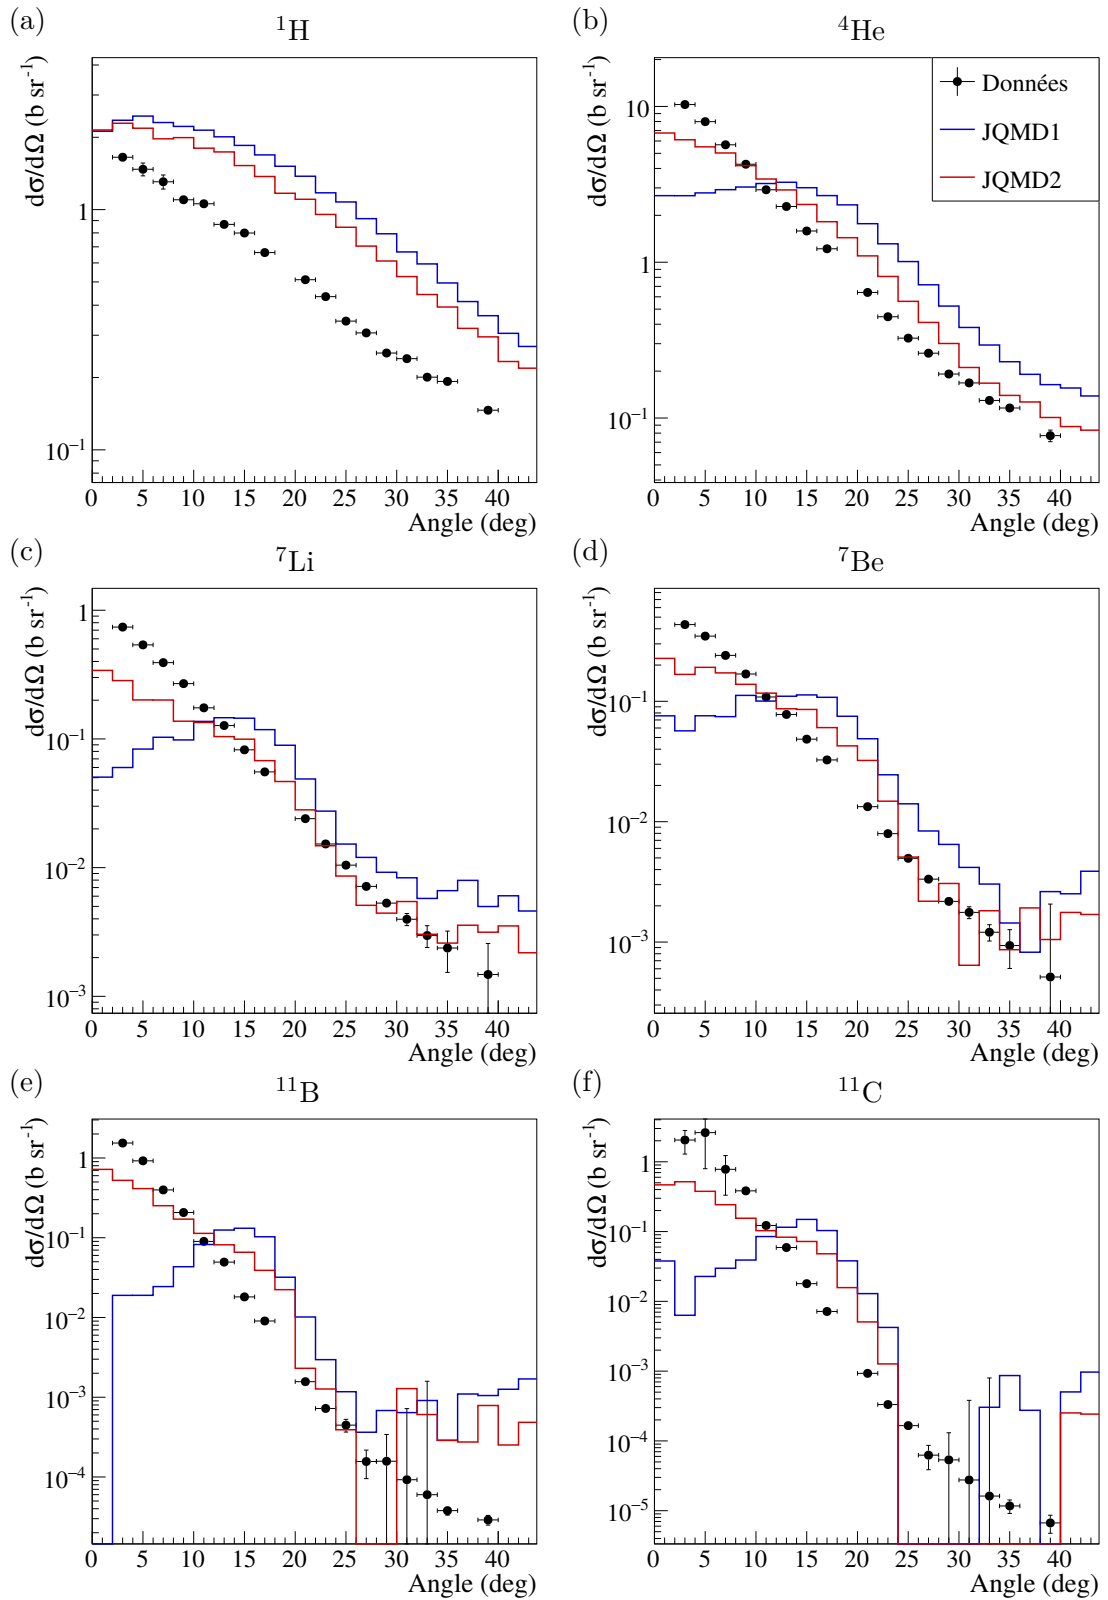 (a) ¹H
dσ/dΩ (b sr⁻¹)
1
10⁻¹
0 5 10 15 20 25 30 35 40
Angle (deg)
(b) ⁴He
dσ/dΩ (b sr⁻¹)
Données
JQMD1
JQMD2
10
1
10⁻¹
0 5 10 15 20 25 30 35 40
Angle (deg)
(c) ⁷Li
dσ/dΩ (b sr⁻¹)
1
10⁻¹
10⁻²
10⁻³
0 5 10 15 20 25 30 35 40
Angle (deg)
(d) ⁷Be
dσ/dΩ (b sr⁻¹)
10⁻¹
10⁻²
10⁻³
0 5 10 15 20 25 30 35 40
Angle (deg)
(e) ¹¹B
dσ/dΩ (b sr⁻¹)
1
10⁻¹
10⁻²
10⁻³
10⁻⁴
0 5 10 15 20 25 30 35 40
Angle (deg)
(f) ¹¹C
dσ/dΩ (b sr⁻¹)
1
10⁻¹
10⁻²
10⁻³
10⁻⁴
10⁻⁵
0 5 10 15 20 25 30 35 40
Angle (deg)